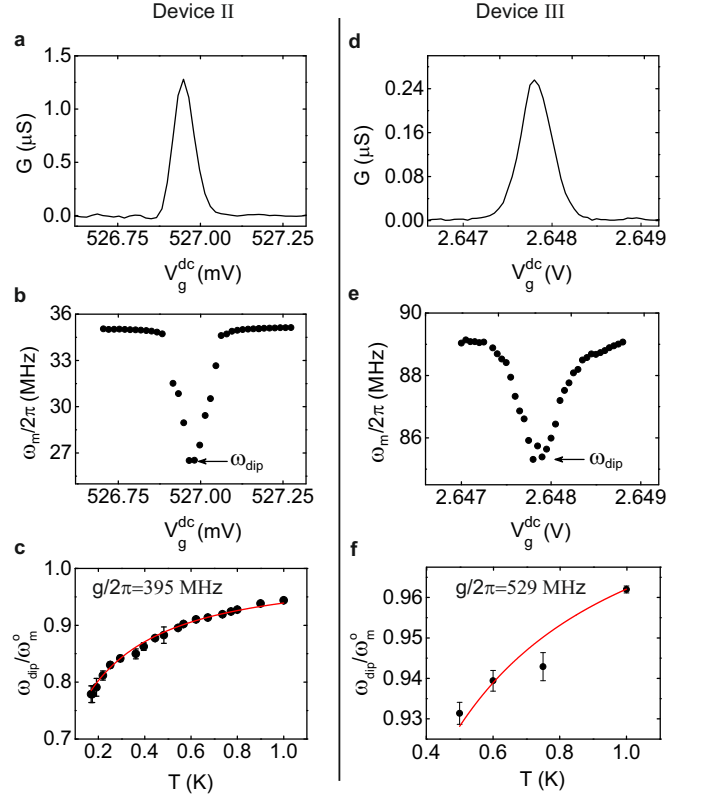 Device II
Device III
a
1.5
1.0
0.5
0.0
G (μS)
526.75
527.00
527.25
V_g^dc (mV)
d
0.24
0.16
0.08
0.00
G (μS)
2.647
2.648
2.649
V_g^dc (V)
b
35
31
27
ω_m/2π (MHz)
ω_dip
526.75
527.00
527.25
V_g^dc (mV)
e
90
88
86
ω_m/2π (MHz)
ω_dip
2.647
2.648
2.649
V_g^dc (V)
c
1.0
0.9
0.8
0.7
ω_dip/ω_m^o
g/2π=395 MHz
0.2
0.4
0.6
0.8
1.0
T (K)
f
0.96
0.95
0.94
0.93
ω_dip/ω_m^o
g/2π=529 MHz
0.4
0.6
0.8
1.0
T (K)